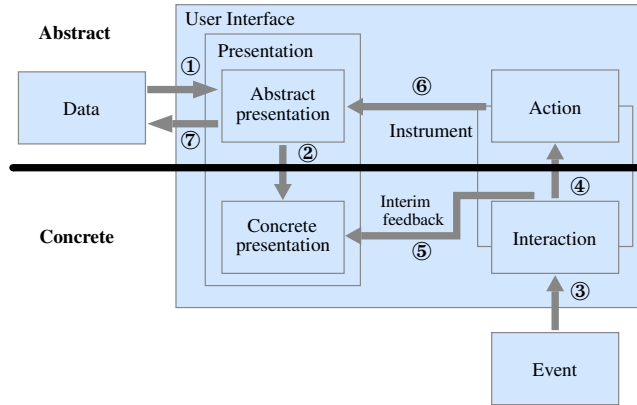 User Interface
Abstract
Presentation
①
Data
Abstract
presentation
⑥
Action
⑦
Instrument
②
④
Interim
feedback
Concrete
Concrete
presentation
⑤
Interaction
③
Event